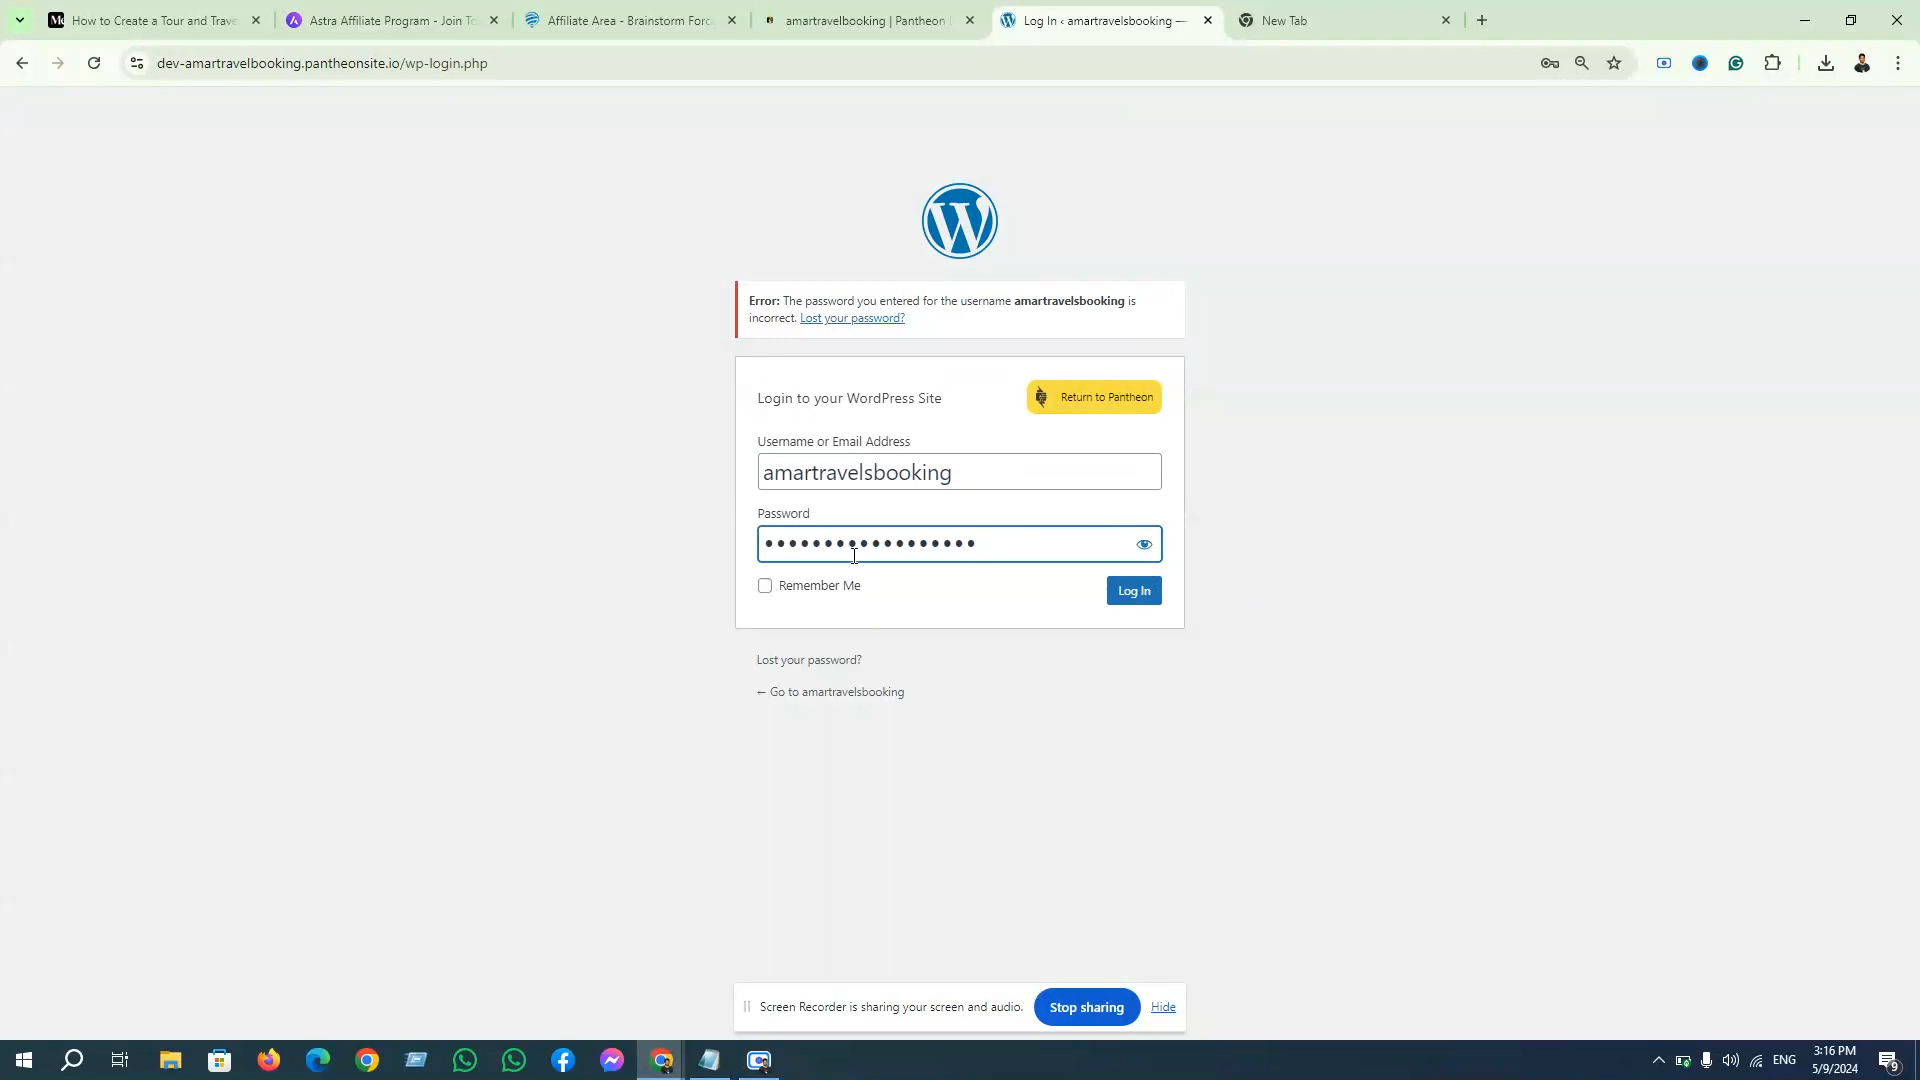 How to Create a Tour and Trave
Astra Affiliate Program - Join To
Affiliate Area - Brainstorm Forc
amartravelbooking | Pantheon
Log In ‹ amartravelsbooking —
New Tab
dev-amartravelbooking.pantheonsite.io/wp-login.php
Error: The password you entered for the username amartravelsbooking is
incorrect. Lost your password?
Login to your WordPress Site
Return to Pantheon
Username or Email Address
amartravelsbooking
Password
Remember Me
Log In
Lost your password?
← Go to amartravelsbooking
Screen Recorder is sharing your screen and audio.
Stop sharing
Hide
ENG
3:16 PM
5/9/2024
9